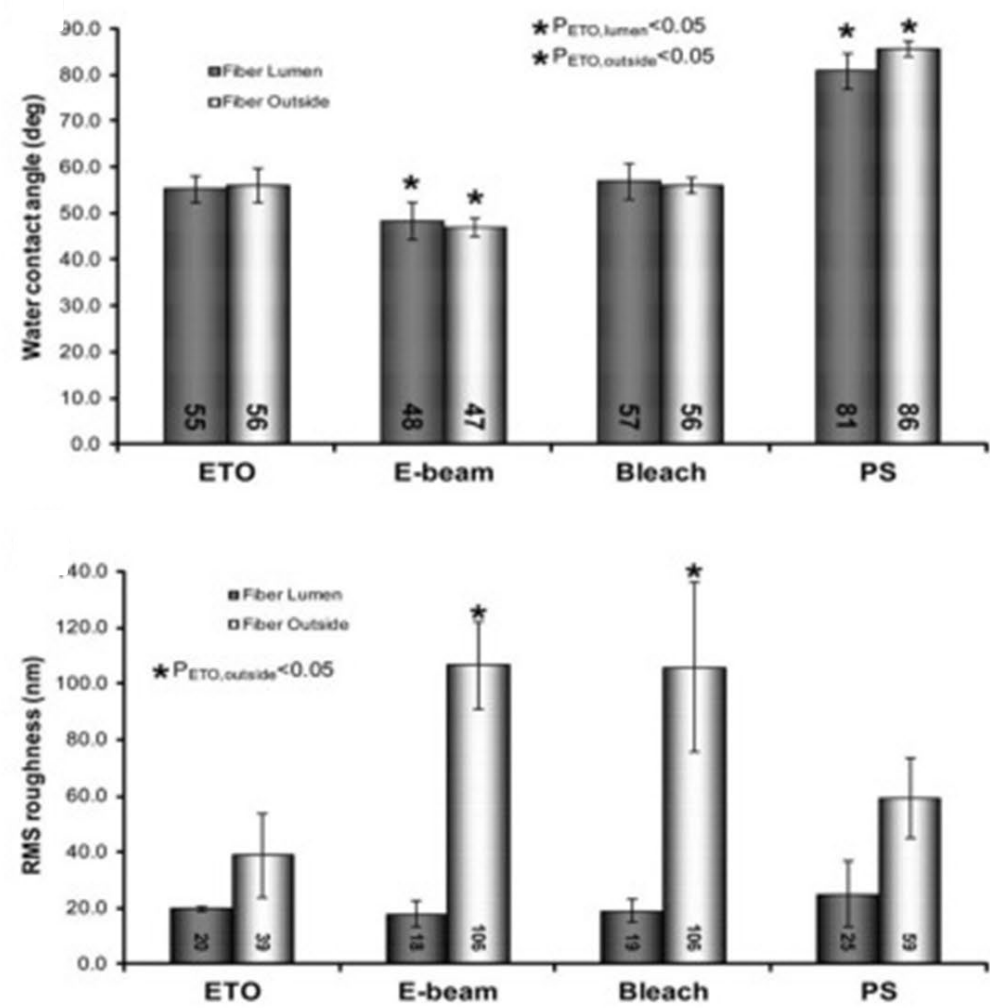 Water contact angle (deg)
90.0
80.0
70.0
60.0
50.0
40.0
30.0
20.0
10.0
0.0
Fiber Lumen
Fiber Outside
* PETO,lumen<0.05
* PETO,outside<0.05
* * * *
55 56 48 47 57 56 81 86
ETO E-beam Bleach PS
RMS roughness (nm)
40.0
120.0
100.0
80.0
60.0
40.0
20.0
0.0
Fiber Lumen
Fiber Outside
* PETO,outside<0.05
* *
20 39 18 106 19 106 25 59
ETO E-beam Bleach PS